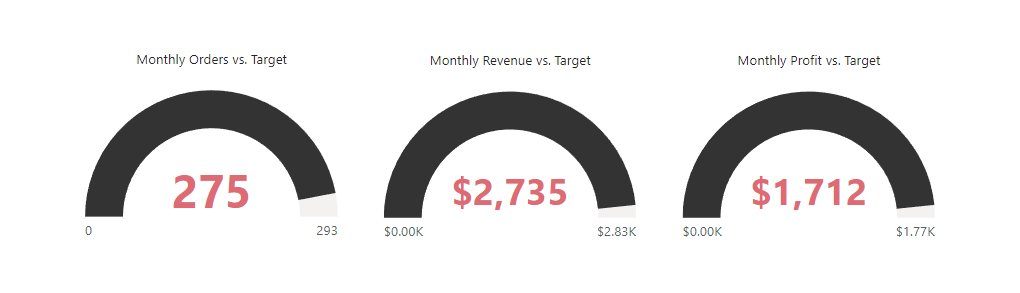 Monthly Orders vs. Target
275
0
293
Monthly Revenue vs. Target
$2,735
$0.00K
$2.83K
Monthly Profit vs. Target
$1,712
$0.00K
$1.77K